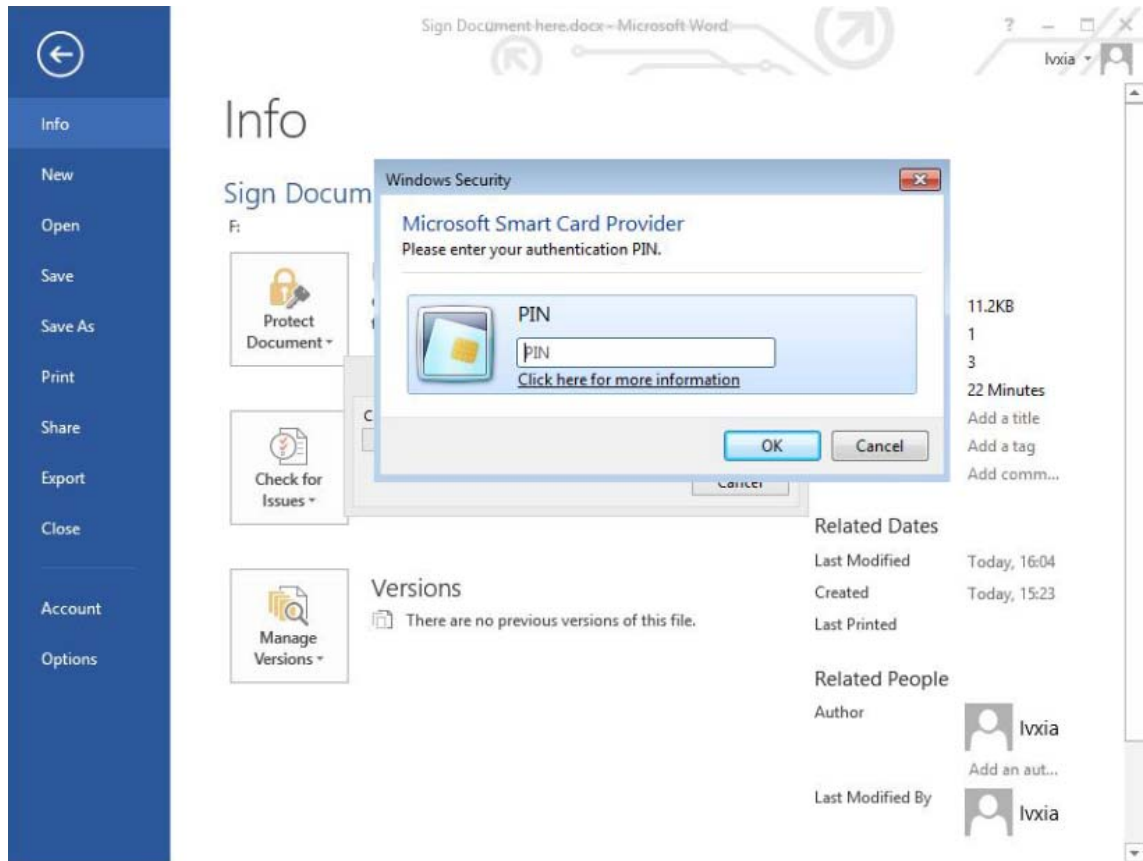 Sign Document here.docx - Microsoft Word
?
lvxia
Info
New
Open
Save
Save As
Print
Share
Export
Close
Account
Options
Info
Sign Docum
F:
Protect
Document
Check for
Issues
Manage
Versions
Windows Security
Microsoft Smart Card Provider
Please enter your authentication PIN.
PIN
PIN
Click here for more information
OK
Cancel
C
Cancel
Versions
There are no previous versions of this file.
11.2KB
1
3
22 Minutes
Add a title
Add a tag
Add comm...
Related Dates
Last Modified Today, 16:04
Created Today, 15:23
Last Printed
Related People
Author lvxia
Add an aut...
Last Modified By lvxia